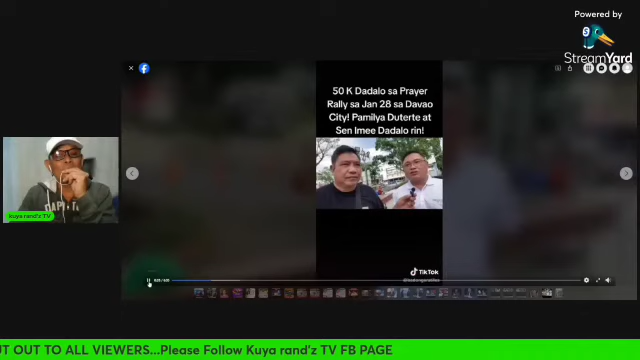 Powered by
StreamYard
50 K Dadalo sa Prayer
Rally sa Jan 28 sa Davao
City! Pamilya Duterte at
Sen Imee Dadalo rin!
Kuya rand'z TV
TikTok
T OUT TO ALL VIEWERS...Please Follow Kuya rand'z TV FB PAGE